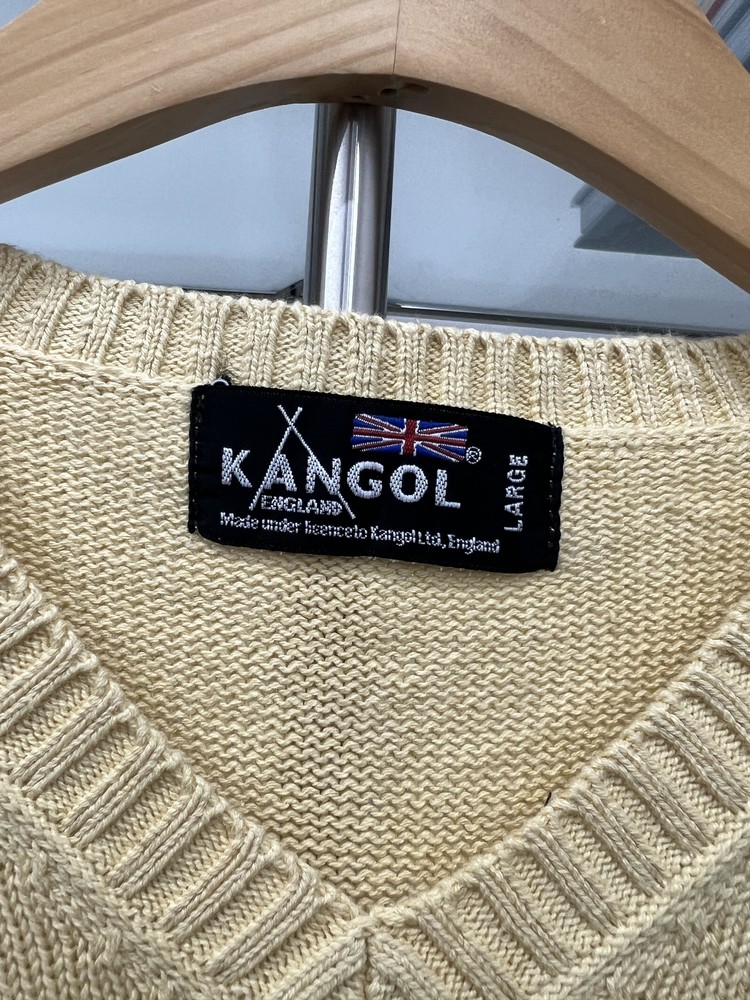 KANGOL®
ENGLAND
Made under licence to Kangol Ltd., England
LARGE